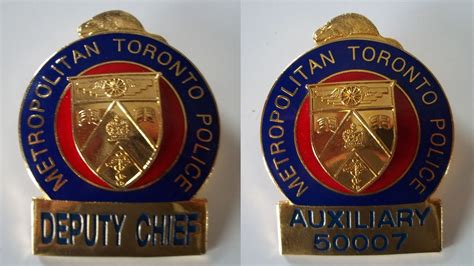 METROPOLITAN TORONTO POLICE
DEPUTY CHIEF
METROPOLITAN TORONTO POLICE
AUXILIARY
50007